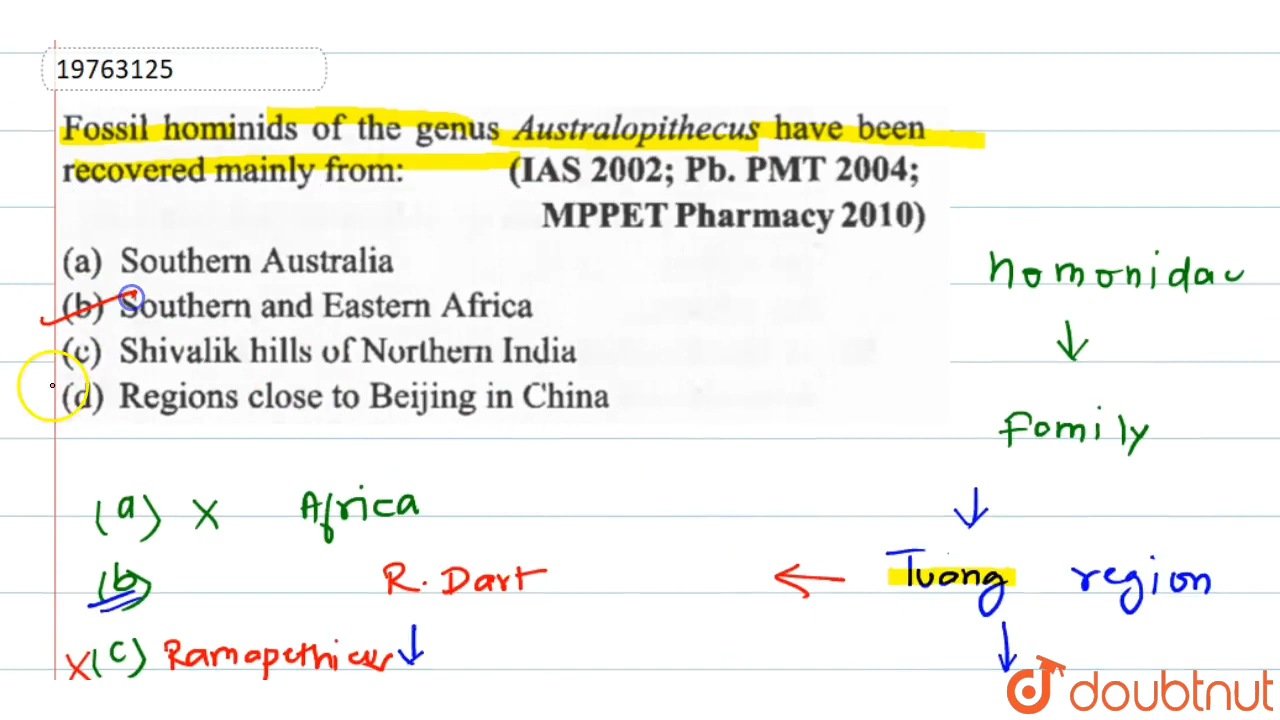 19763125
Fossil hominids of the genus Australopithecus have been
recovered mainly from: (IAS 2002; Pb. PMT 2004;
MPPET Pharmacy 2010)
(a) Southern Australia
(b) Southern and Eastern Africa
(c) Shivalik hills of Northern India
(d) Regions close to Beijing in China
homonidae
↓
Fomily
↓
(a) X Africa
(b) R. Dart ← Tuong region
X(c) Ramapethicus ↓ ↓
doubtnut